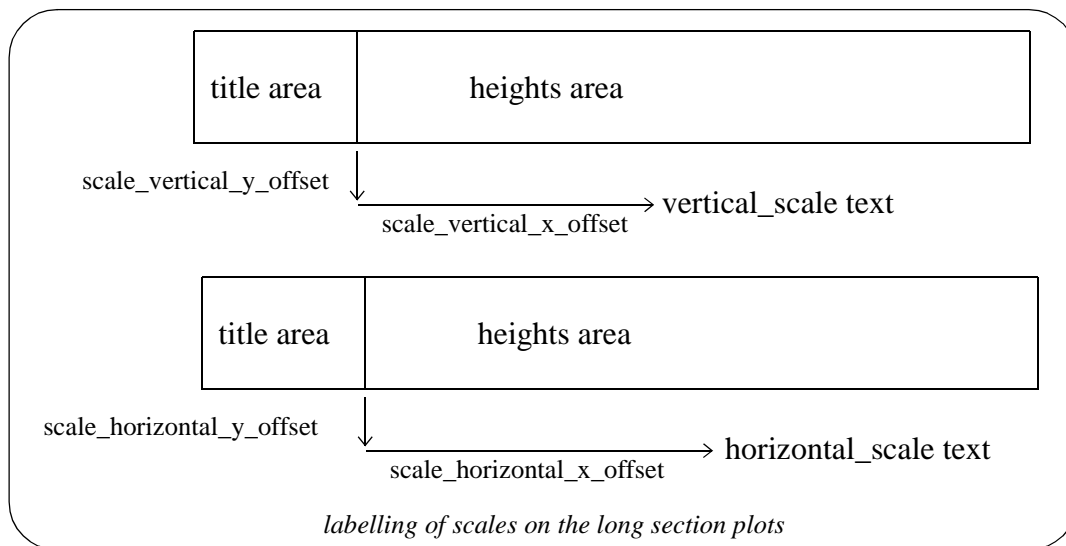 title area heights area
scale_vertical_y_offset
vertical_scale text
scale_vertical_x_offset
title area heights area
scale_horizontal_y_offset
horizontal_scale text
scale_horizontal_x_offset
labelling of scales on the long section plots